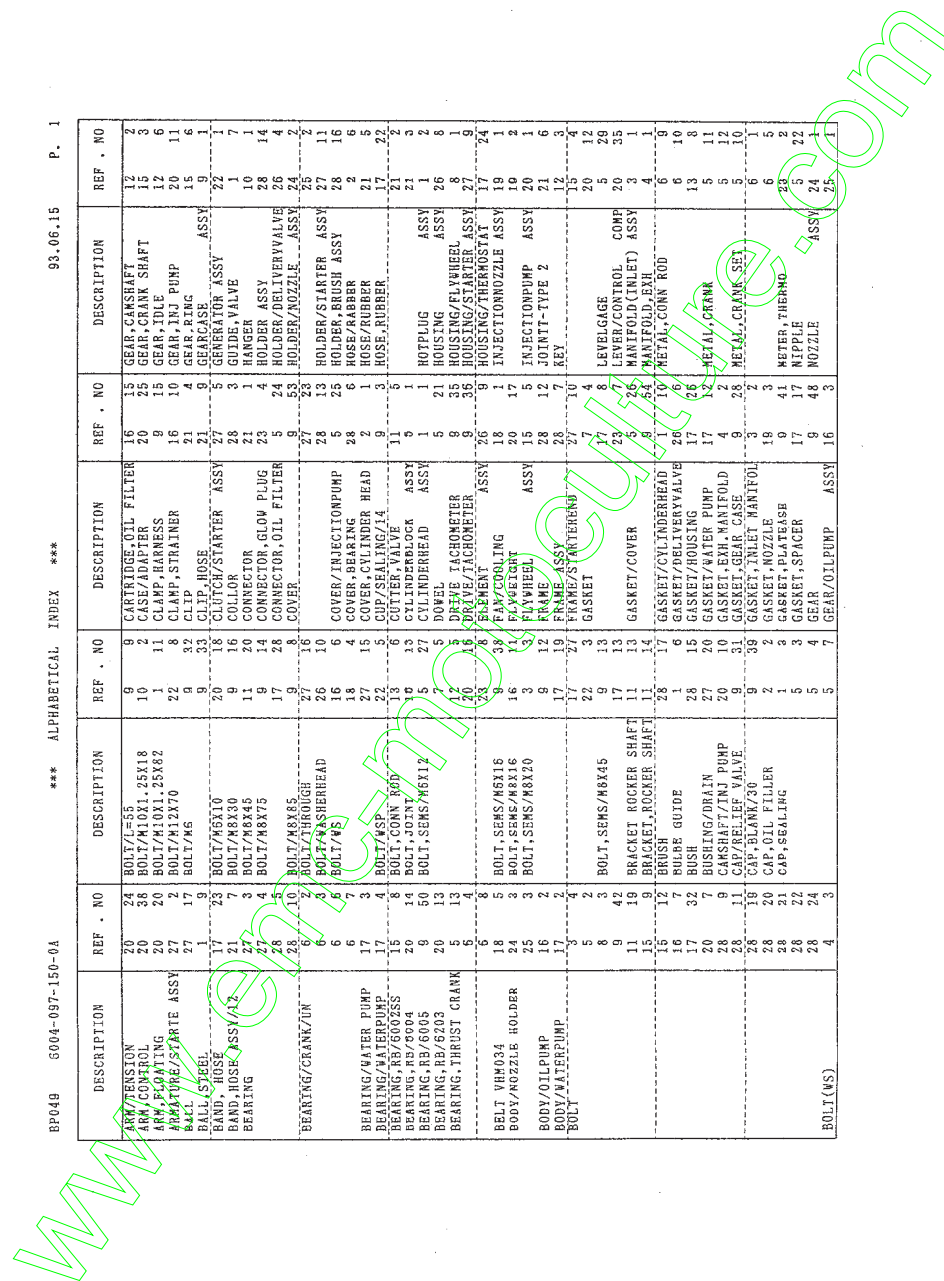 BP049 6004-097-150-0A *** ALPHABETICAL INDEX *** 93.06.15 P. 1
DESCRIPTION REF . NO DESCRIPTION REF . NO DESCRIPTION REF . NO DESCRIPTION REF . NO
ARM,TENSION 20 24 BOLT/L=55 9 9 CARTRIDGE,OIL FILTER 16 15 GEAR,CAMSHAFT 12 2
ARM,CONTROL 20 38 BOLT/M10X1.25X18 10 2 CASE/ADAPTER 20 25 GEAR,CRANK SHAFT 15 3
ARM,FLOATING 20 20 BOLT/M10X1.25X82 1 11 CLAMP,HARNESS 9 15 GEAR,IDLE 12 6
ARMATURE/STARTE ASSY 27 2 BOLT/M12X70 22 8 CLAMP,STRAINER 16 10 GEAR,INJ PUMP 20 11
BALL 27 17 BOLT/M6 9 32 CLIP 21 4 GEAR,RING 15 6
BALL,STEEL 1 9 9 33 CLIP,HOSE 21 9 GEARCASE ASSY 9 1
BAND, HOSE 17 23 BOLT/M6X10 20 18 CLUTCH/STARTER ASSY 27 5 GENERATOR ASSY 22 1
BAND,HOSE ASSY/12 21 7 BOLT/M8X30 9 16 COLLOR 28 3 GUIDE,VALVE 1 7
BEARING 27 3 BOLT/M8X45 11 20 CONNECTOR 21 1 HANGER 10 1
27 4 BOLT/M8X75 9 14 CONNECTOR,GLOW PLUG 23 4 HOLDER ASSY 28 14
28 5 17 28 CONNECTOR,OIL FILTER 5 24 HOLDER/DELIVERYVALVE 26 4
28 10 BOLT/M8X85 9 8 COVER 9 53 HOLDER/NOZZLE ASSY 24 2
BEARING/CRANK/UN 6 2 BOLT/THROUGH 27 16 27 23 25 2
6 3 BOLT/WASHERHEAD 26 10 28 13 HOLDER/STARTER ASSY 27 11
6 6 BOLT/WS 16 6 COVER/INJECTIONPUMP 5 25 HOLDER,BRUSH ASSY 28 16
6 7 18 4 COVER,BEARING 28 6 HOSE/RABBER 2 6
BEARING/WATER PUMP 17 3 27 15 COVER,CYLINDER HEAD 2 1 HOSE/RUBBER 21 5
BEARING/WATERPUMP 17 4 BOLT/WSP 22 5 CUP/SEALING/14 9 3 HOSE,RUBBER 17 22
BEARING,RB/6002SS 15 8 BOLT,CONN ROD 13 6 CUTTER,VALVE 11 5 21 2
BEARING,RB/6004 20 14 BOLT,JOINT 10 13 CYLINDERBLOCK ASSY 5 1 21 3
BEARING,RB/6005 9 50 BOLT,SEMS/M6X12 5 27 CYLINDERHEAD ASSY 1 1 HOTPLUG ASSY 1 2
BEARING,RB/6203 20 13 7 5 DOWEL 5 21 HOUSING ASSY 26 8
BEARING,THRUST CRANK 5 13 12 5 DRIVE TACHOMETER 9 35 HOUSING/FLYWHEEL 8 1
6 4 20 16 DRIVE/TACHOMETER 9 36 HOUSING/STARTER ASSY 27 9
6 8 23 8 ELEMENT ASSY 26 9 HOUSING/THERMOSTAT 17 24
BELT VHM034 18 5 BOLT,SEMS/M6X16 9 38 FAN/COOLING 18 1 INJECTIONNOZZLE ASSY 19 1
BODY/NOZZLE HOLDER 24 3 BOLT,SEMS/M8X16 16 11 FLYWEIGHT 20 17 19 2
25 3 BOLT,SEMS/M8X20 3 3 FLYWHEEL ASSY 15 5 INJECTIONPUMP ASSY 20 1
BODY/OILPUMP 16 2 9 12 FRAME 28 12 JOINTT-TYPE 2 21 6
BODY/WATERPUMP 17 2 17 19 FRAME ASSY 28 7 KEY 12 3
BOLT 3 4 17 27 FRAME/STARTEREND 27 10 15 4
5 2 22 3 GASKET 7 4 20 12
8 3 BOLT,SEMS/M8X45 9 13 17 8 LEVELGAGE 5 29
9 42 17 13 23 7 LEVER/CONTROL COMP 20 35
11 19 BRACKET ROCKER SHAFT 11 13 GASKET/COVER 5 26 MANIFOLD(INLET) ASSY 3 1
11 9 BRACKET,ROCKER SHAFT 11 14 9 54 MANIFOLD,EXH 4 1
15 12 BRUSH 28 17 GASKET/CYLINDERHEAD 1 10 METAL,CONN ROD 6 9
16 7 BULBE GUIDE 1 6 GASKET/DELIVERYVALVE 26 6 6 10
17 32 BUSH 28 15 GASKET/HOUSING 17 26 13 8
20 7 BUSHING/DRAIN 27 20 GASKET/WATER PUMP 17 12 METAL,CRANK 5 11
28 9 CAMSHAFT/INJ PUMP 20 10 GASKET,EXH.MANIFOLD 4 2 5 12
28 11 CAP/RELIEF VALVE 9 31 GASKET,GEAR CASE 9 28 METAL,CRANK SET 5 10
28 19 CAP,BLANK/30 9 39 GASKET,INLET MANIFOL 3 2 6 1
28 20 CAP,OIL FILLER 2 2 GASKET,NOZZLE 19 3 6 5
28 21 CAP,SEALING 1 3 GASKET,PLATEASE 9 41 METER,THERMO 23 2
28 22 5 3 GASKET,SPACER 17 17 NIPPLE 5 22
28 24 5 4 GEAR 9 48 NOZZLE ASSY 24 1
BOLT(WS) 4 3 5 7 GEAR/OILPUMP ASSY 16 3 25 1
www.emc-motoculture.com